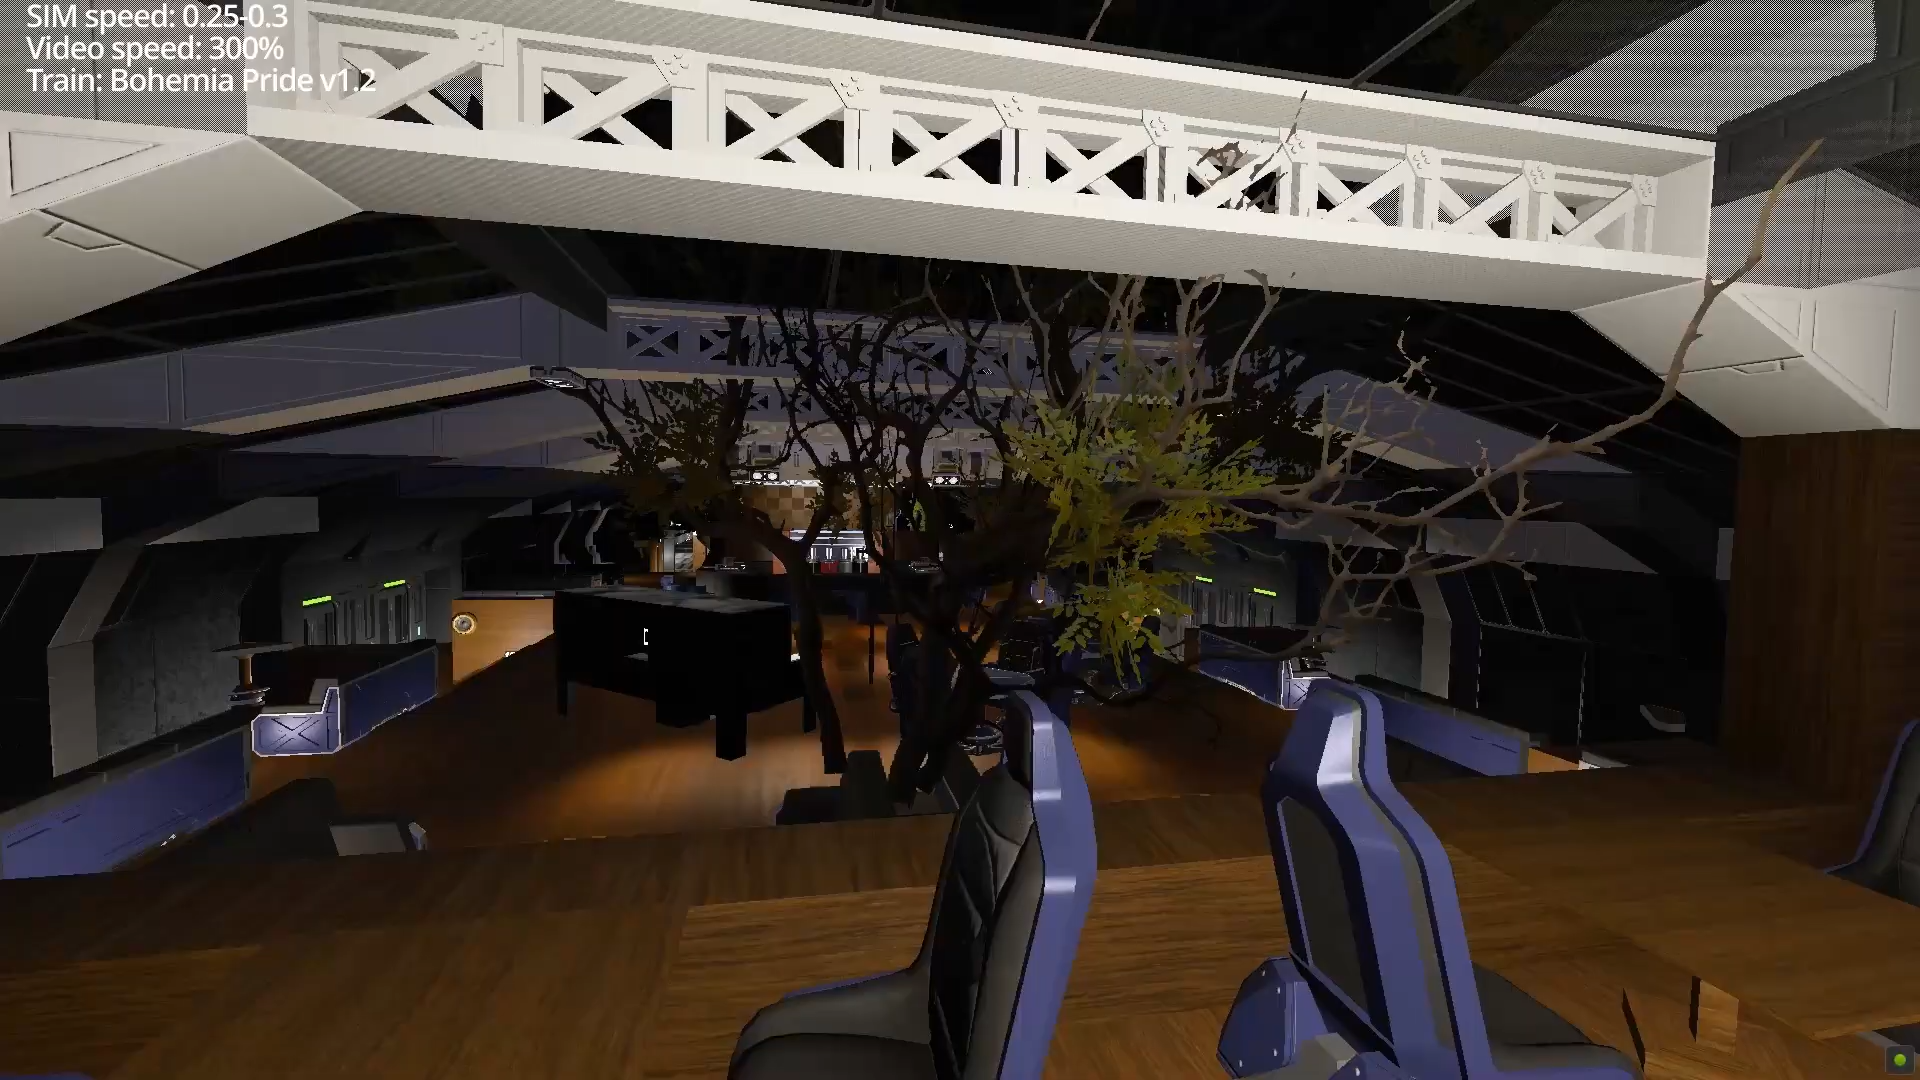 SIM speed: 0.25-0.3
Video speed: 300%
Train: Bohemia Pride v1.2